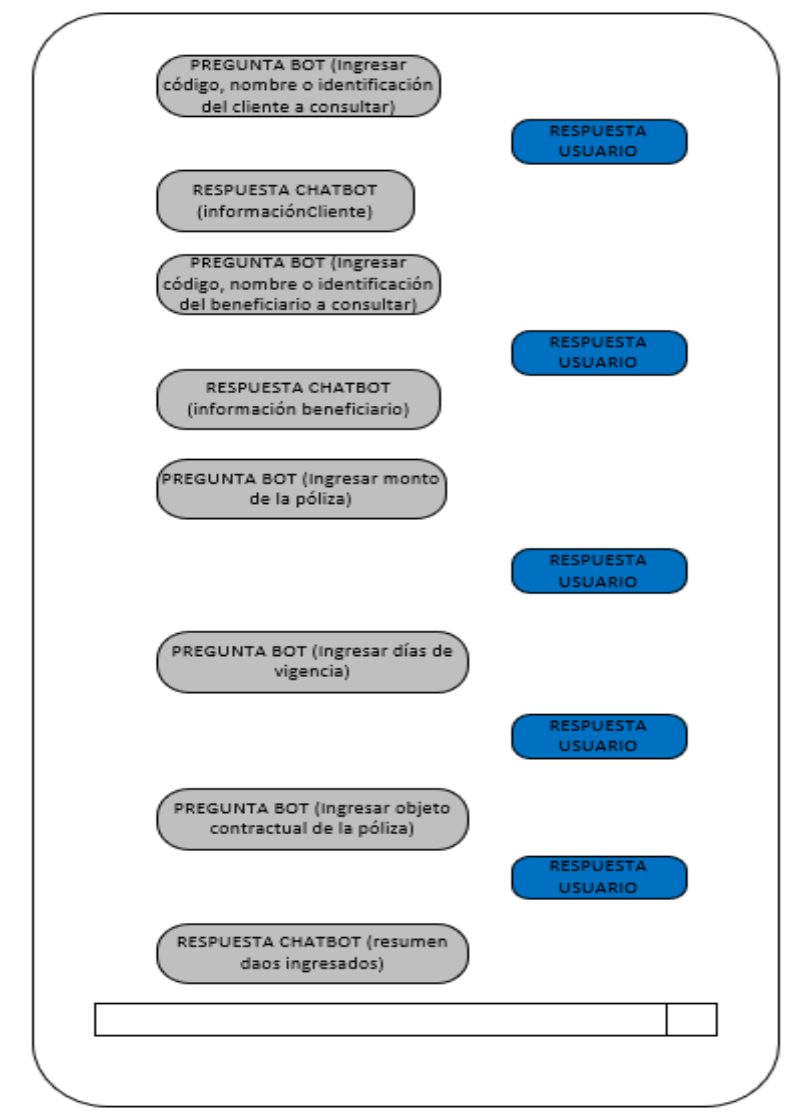 PREGUNTA BOT (Ingresar
código, nombre o identificación
del cliente a consultar)
RESPUESTA
USUARIO
RESPUESTA CHATBOT
(informaciónCliente)
PREGUNTA BOT (Ingresar
código, nombre o identificación
del beneficiario a consultar)
RESPUESTA
USUARIO
RESPUESTA CHATBOT
(información beneficiario)
PREGUNTA BOT (Ingresar monto
de la póliza)
RESPUESTA
USUARIO
PREGUNTA BOT (Ingresar días de
vigencia)
RESPUESTA
USUARIO
PREGUNTA BOT (Ingresar objeto
contractual de la póliza)
RESPUESTA
USUARIO
RESPUESTA CHATBOT (resumen
daos ingresados)